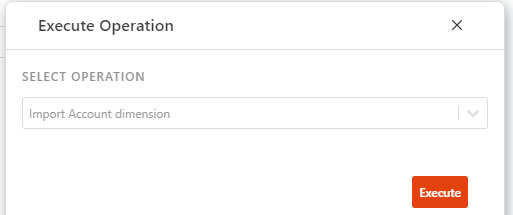 Execute Operation
SELECT OPERATION
Import Account dimension
Execute